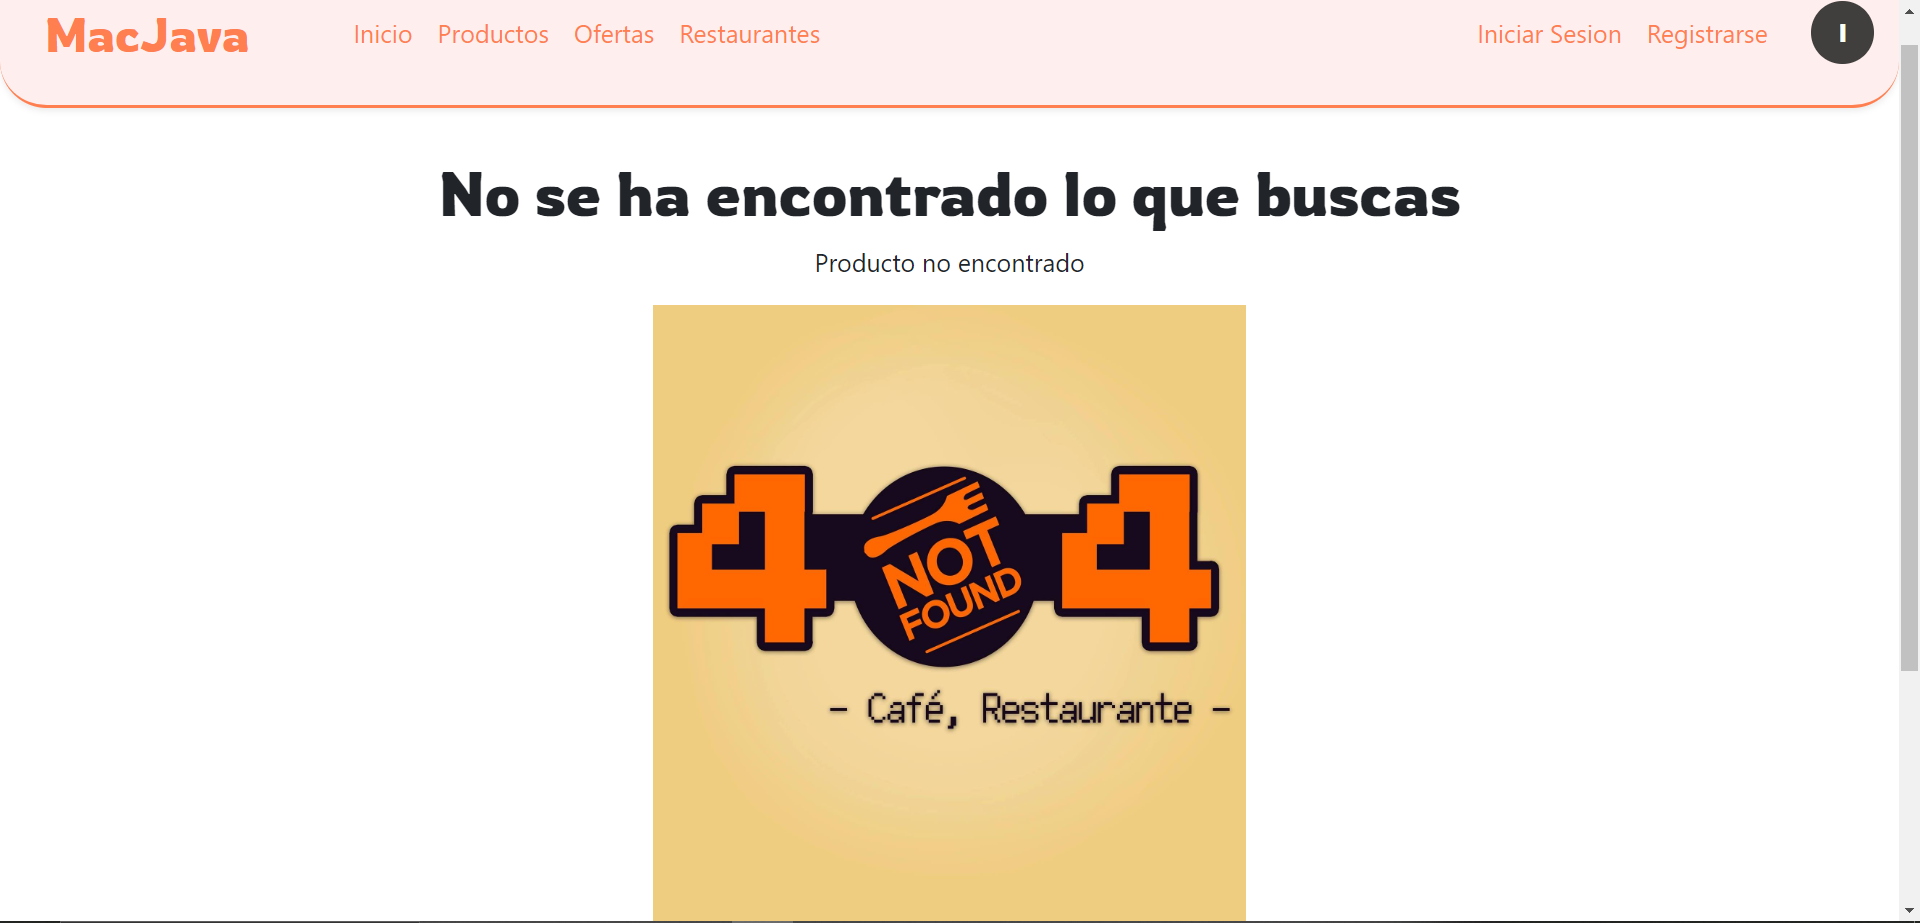 MacJava
Inicio Productos Ofertas Restaurantes
Iniciar Sesion Registrarse
I
No se ha encontrado lo que buscas
Producto no encontrado
4 4
NOT
FOUND
- Café, Restaurante -